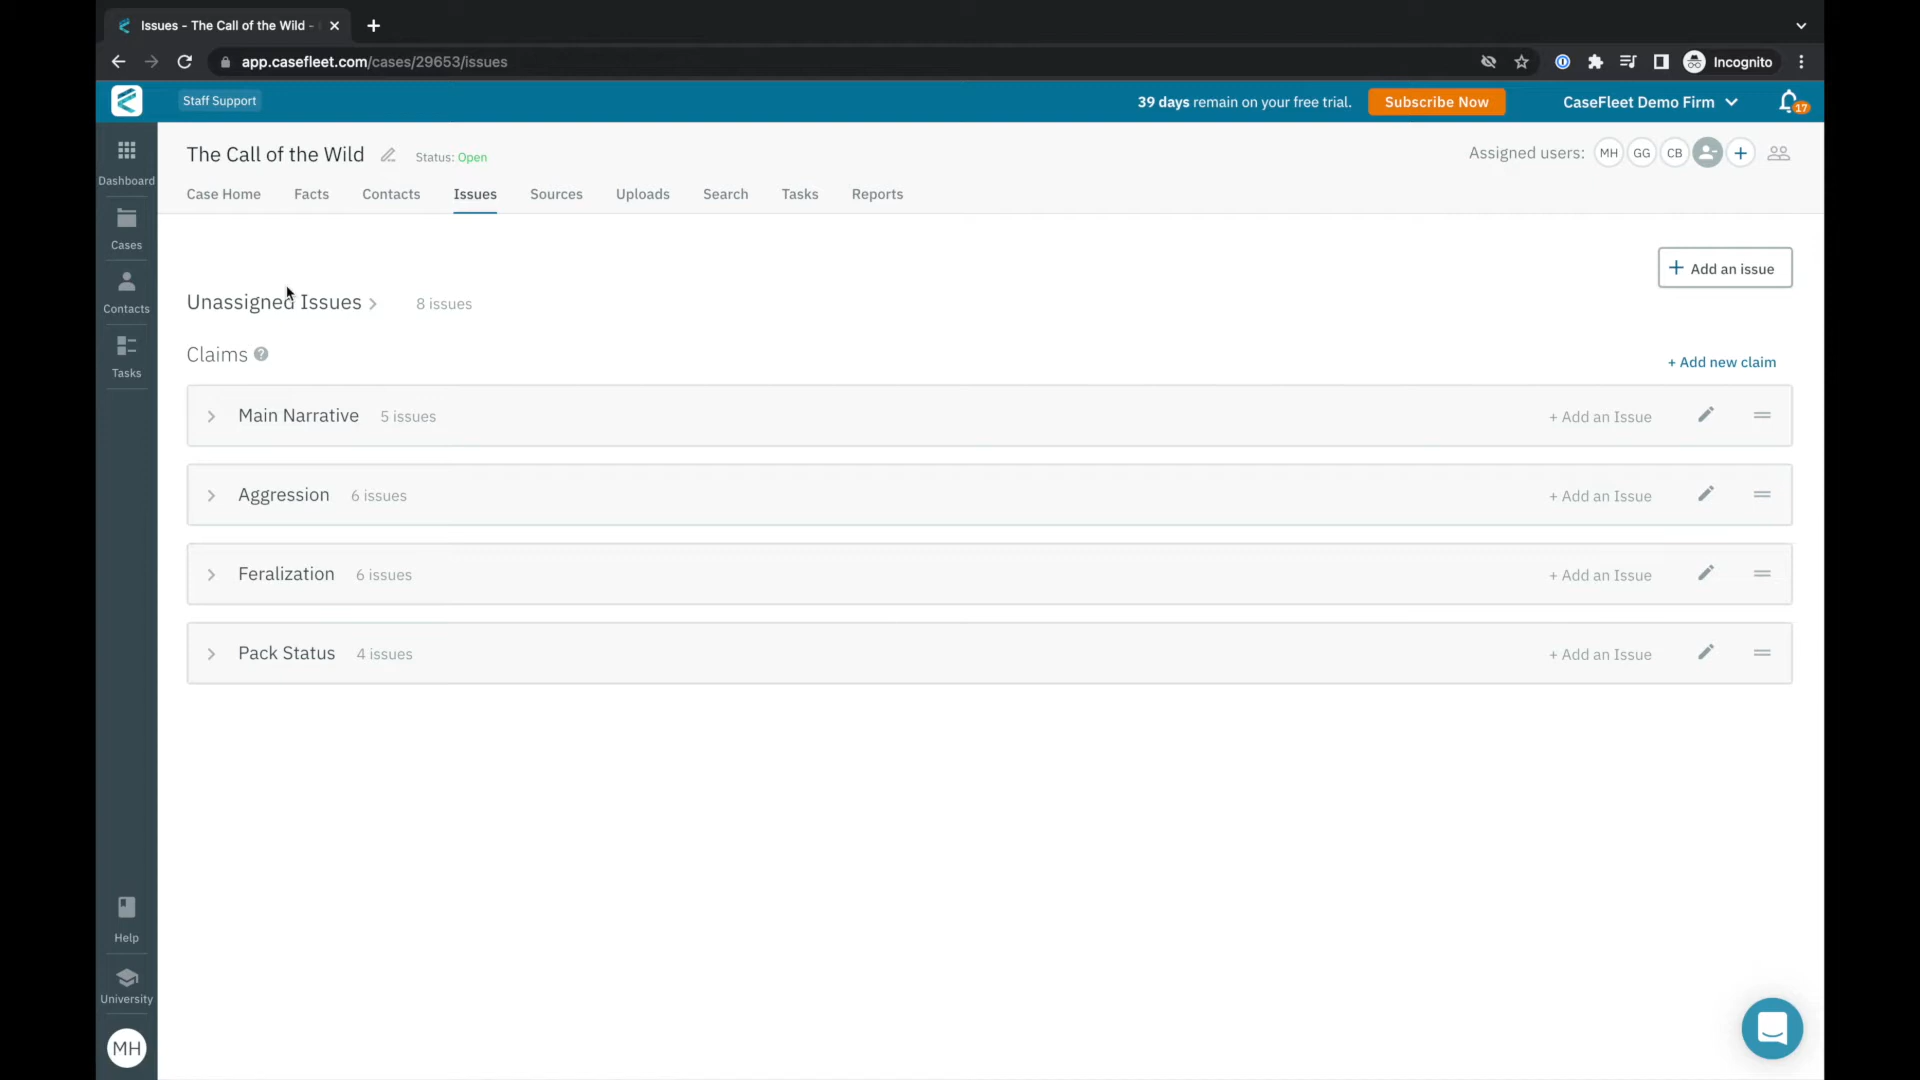 Issues - The Call of the Wild -
app.casefleet.com/cases/29653/issues
Incognito
Staff Support
39 days remain on your free trial.
Subscribe Now
CaseFleet Demo Firm
17
Dashboard
Cases
Contacts
Tasks
Help
University
MH
The Call of the Wild
Status: Open
Assigned users:
MH
GG
CB
Case Home
Facts
Contacts
Issues
Sources
Uploads
Search
Tasks
Reports
+ Add an issue
Unassigned Issues
8 issues
Claims ?
+ Add new claim
Main Narrative 5 issues
+ Add an Issue
Aggression 6 issues
+ Add an Issue
Feralization 6 issues
+ Add an Issue
Pack Status 4 issues
+ Add an Issue